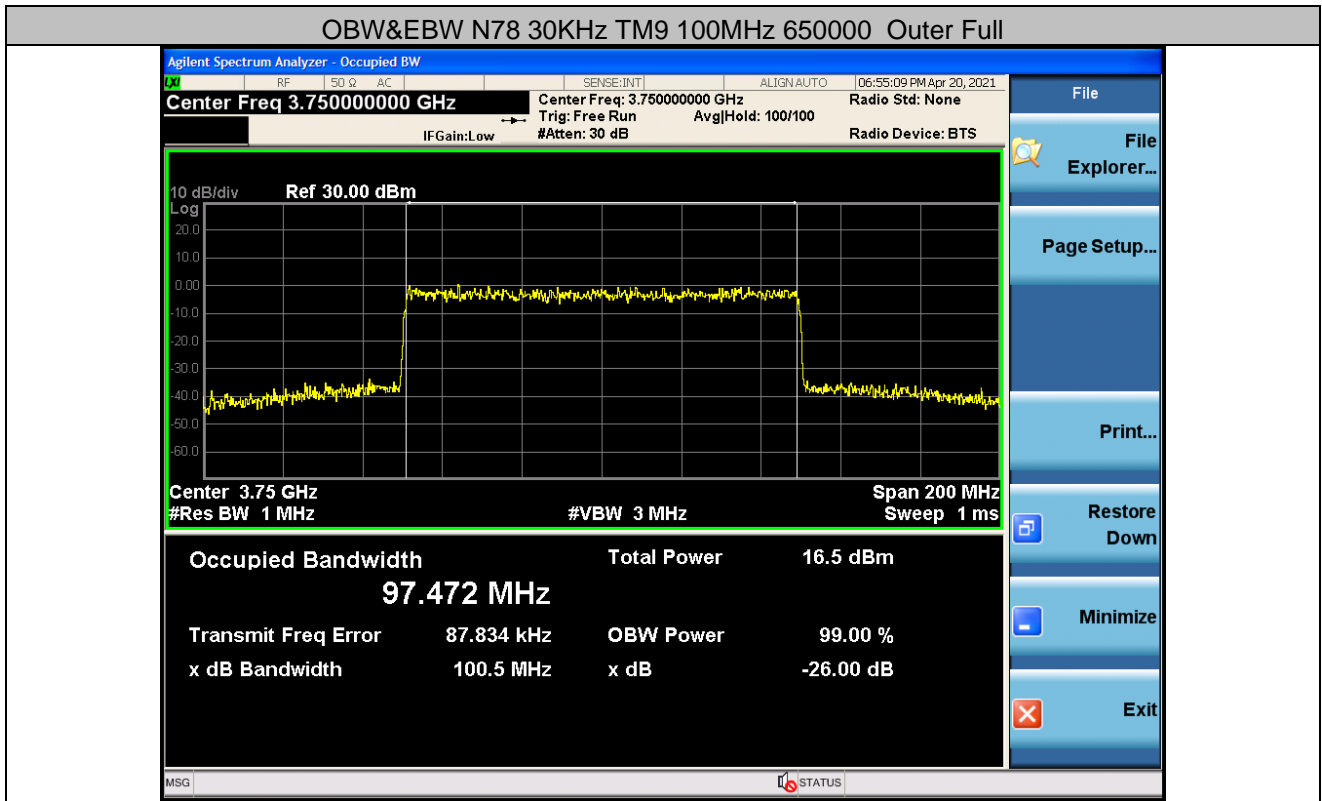 OBW&EBW N78 30KHz TM9 100MHz 650000 Outer Full
Agilent Spectrum Analyzer - Occupied BW
LXI RF 50 Ω AC SENSE:INT ALIGN AUTO 06:55:09 PM Apr 20, 2021
Center Freq 3.750000000 GHz
Center Freq: 3.750000000 GHz
Radio Std: None
Trig: Free Run
Avg|Hold: 100/100
IFGain:Low
#Atten: 30 dB
Radio Device: BTS
10 dB/div
Ref 30.00 dBm
Log
20.0
10.0
0.00
-10.0
-20.0
-30.0
-40.0
-50.0
-60.0
Center 3.75 GHz
Span 200 MHz
#Res BW 1 MHz
#VBW 3 MHz
Sweep 1 ms
Occupied Bandwidth
Total Power 16.5 dBm
97.472 MHz
Transmit Freq Error 87.834 kHz
OBW Power 99.00 %
x dB Bandwidth 100.5 MHz
x dB -26.00 dB
MSG
STATUS
File
File
Explorer...
Page Setup...
Print...
Restore
Down
Minimize
Exit